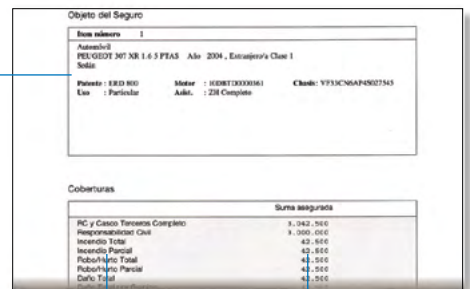 Objeto del Seguro
Item número 1
Automóvil
PEUGEOT 307 XR 1.6 5 PTAS Año 2004 , Extranjero/a Clase 1
Sedán
Patente : ERD 800 Motor : Chasis:
Uso : Particular Asist. : ZH Completo
Coberturas
Suma asegurada
RC y Casco Terceros Completo 3.042.500
Responsabilidad Civil 3.000.000
Incendio Total 42.500
Incendio Parcial 42.500
Robo/Hurto Total 42.500
Robo/Hurto Parcial 42.500
Daño Total 42.500